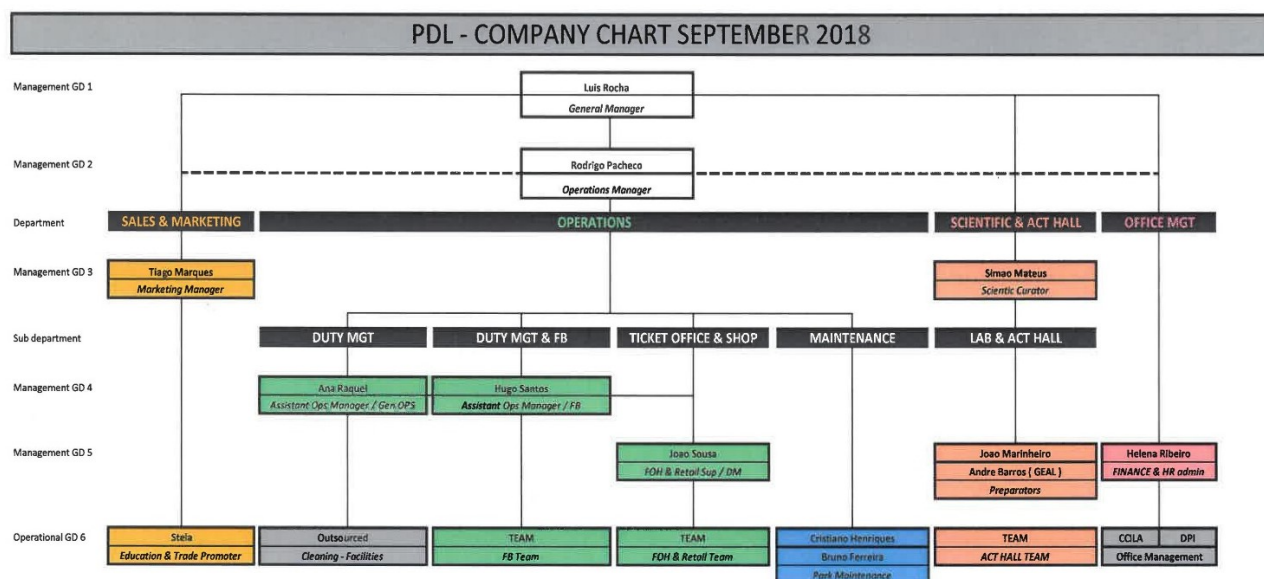 PDL - COMPANY CHART SEPTEMBER 2018
Management GD 1
Luis Rocha
General Manager
Management GD 2
Rodrigo Pacheco
Operations Manager
Department
SALES & MARKETING
OPERATIONS
SCIENTIFIC & ACT HALL
OFFICE MGT
Management GD 3
Tiago Marques
Marketing Manager
Simao Mateus
Scientic Curator
Sub department
DUTY MGT
DUTY MGT & FB
TICKET OFFICE & SHOP
MAINTENANCE
LAB & ACT HALL
Management GD 4
Ana Raquel
Assistant Ops Manager / Gen OPS
Hugo Santos
Assistant Ops Manager / FB
Management GD 5
Joao Sousa
FOH & Retail Sup / DM
Joao Marinheiro
Andre Barros ( GEAL )
Preparators
Helena Ribeiro
FINANCE & HR admin
Operational GD 6
Stela
Education & Trade Promoter
Outsourced
Cleaning - Facilities
TEAM
FB Team
TEAM
FOH & Retail Team
Cristiano Henriques
Bruno Ferreira
Park Maintenance
TEAM
ACT HALL TEAM
CCILA DPI
Office Management